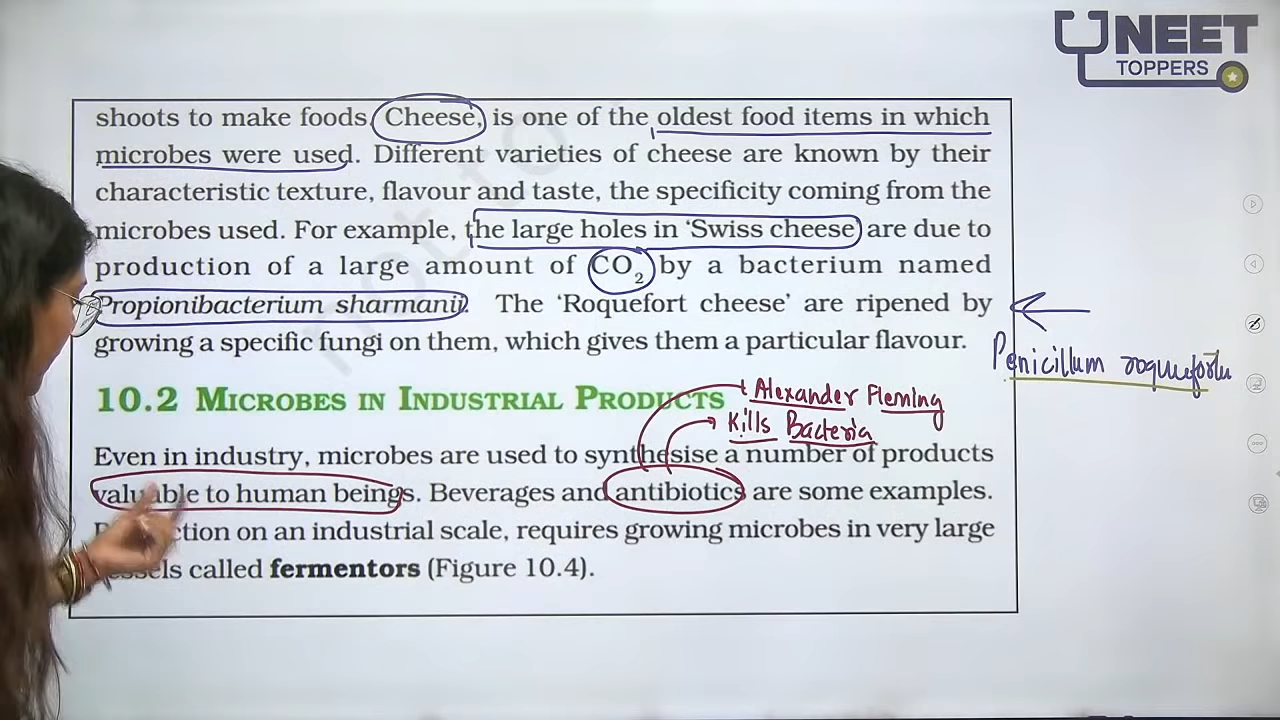 NEET
TOPPERS
shoots to make foods. Cheese, is one of the oldest food items in which
microbes were used. Different varieties of cheese are known by their
characteristic texture, flavour and taste, the specificity coming from the
microbes used. For example, the large holes in ‘Swiss cheese’ are due to
production of a large amount of CO₂ by a bacterium named
Propionibacterium sharmanii. The ‘Roquefort cheese’ are ripened by
growing a specific fungi on them, which gives them a particular flavour.
Penicillum
10.2 MICROBES IN INDUSTRIAL PRODUCTS
Alexander Fleming
Kills Bacteria
Even in industry, microbes are used to synthesise a number of products
valuable to human beings. Beverages and antibiotics are some examples.
on an industrial scale, requires growing microbes in very large
called fermentors (Figure 10.4).